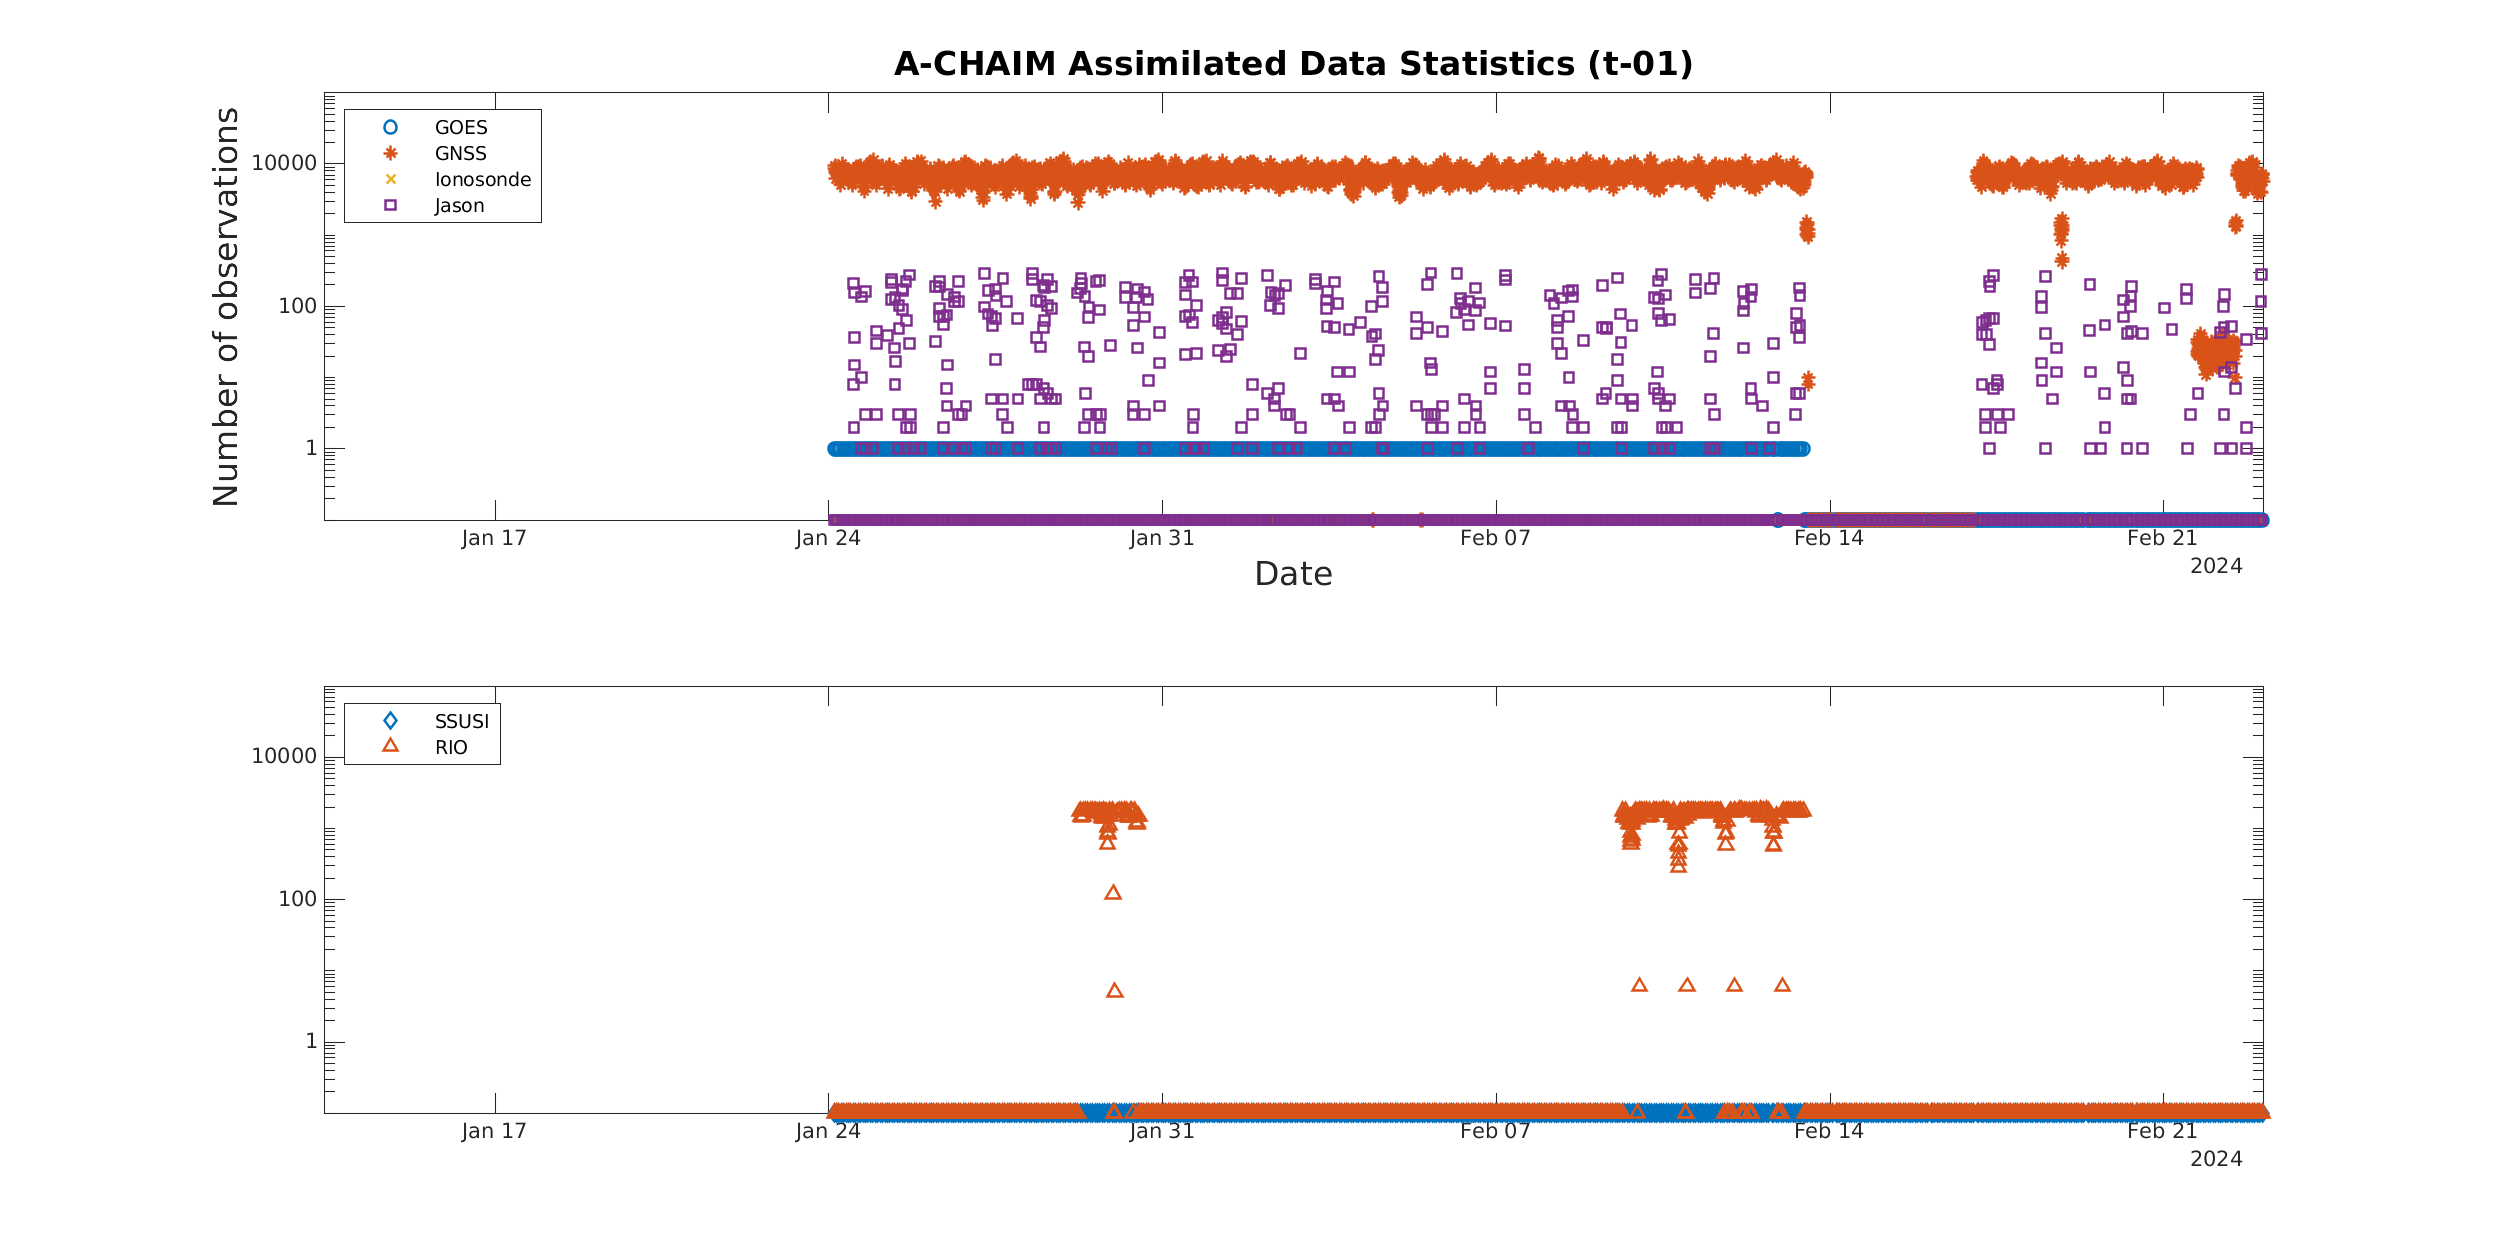 A-CHAIM Assimilated Data Statistics (t-01)
Number of observations
10000
100
1
GOES
GNSS
Ionosonde
Jason
Jan 17
Jan 24
Jan 31
Feb 07
Feb 14
Feb 21
2024
Date
10000
100
1
SSUSI
RIO
Jan 17
Jan 24
Jan 31
Feb 07
Feb 14
Feb 21
2024